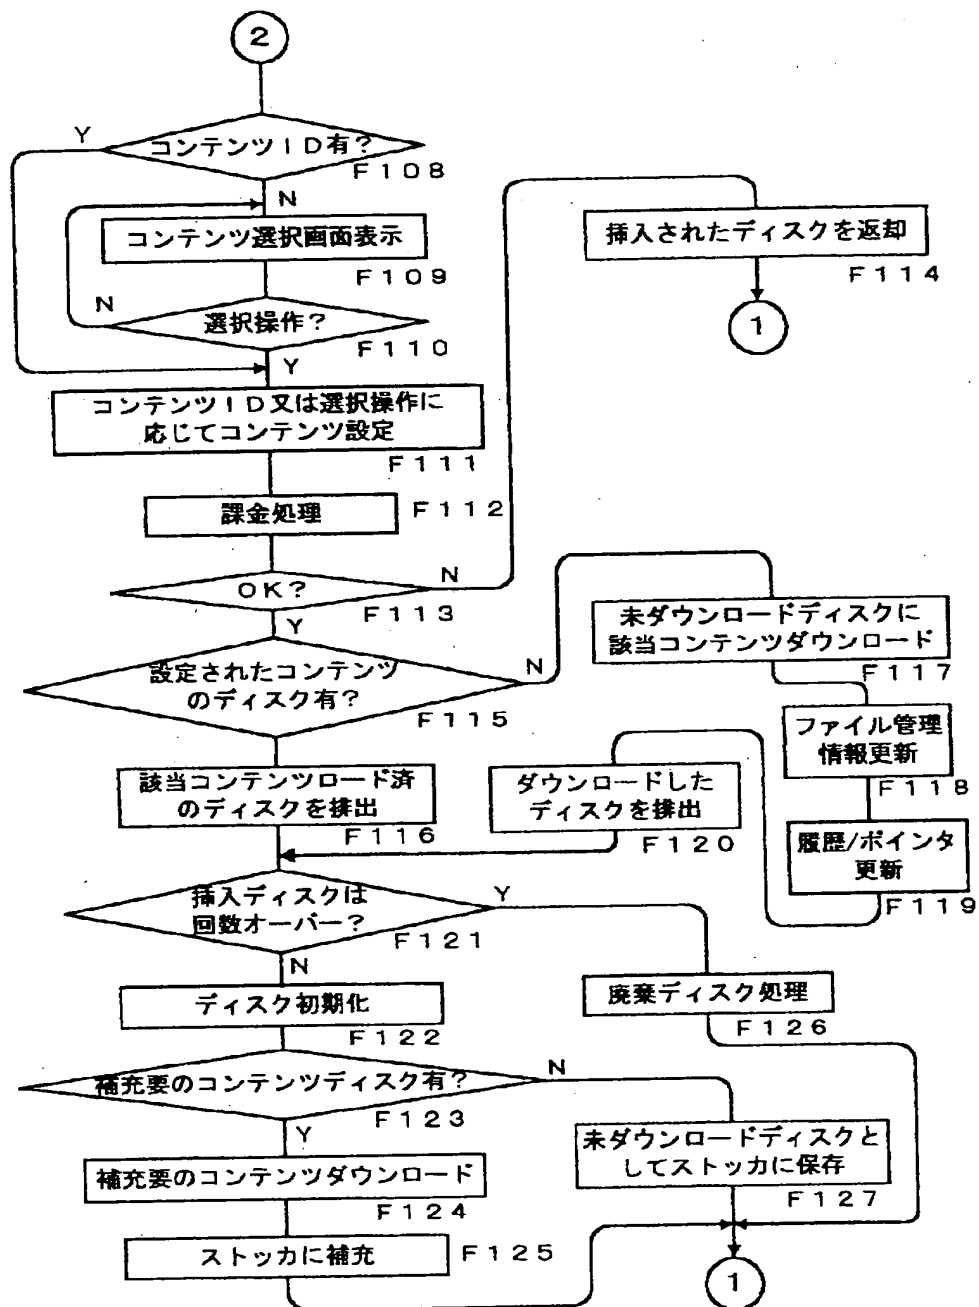 2
コンテンツID有?
Y
F108
N
コンテンツ選択画面表示
F109
N
選択操作?
F110
Y
コンテンツID又は選択操作に
応じてコンテンツ設定
F111
課金処理
F112
OK?
N
F113
Y
挿入されたディスクを返却
F114
1
設定されたコンテンツ
のディスク有?
N
F115
未ダウンロードディスクに
該当コンテンツダウンロード
F117
ファイル管理
情報更新
F118
履歴/ポインタ
更新
F119
ダウンロードした
ディスクを排出
F120
該当コンテンツロード済
のディスクを排出
F116
挿入ディスクは
回数オーバー?
Y
F121
N
ディスク初期化
F122
廃棄ディスク処理
F126
補充要のコンテンツディスク有?
N
F123
Y
補充要のコンテンツダウンロード
F124
ストッカに補充
F125
未ダウンロードディスクと
してストッカに保存
F127
1